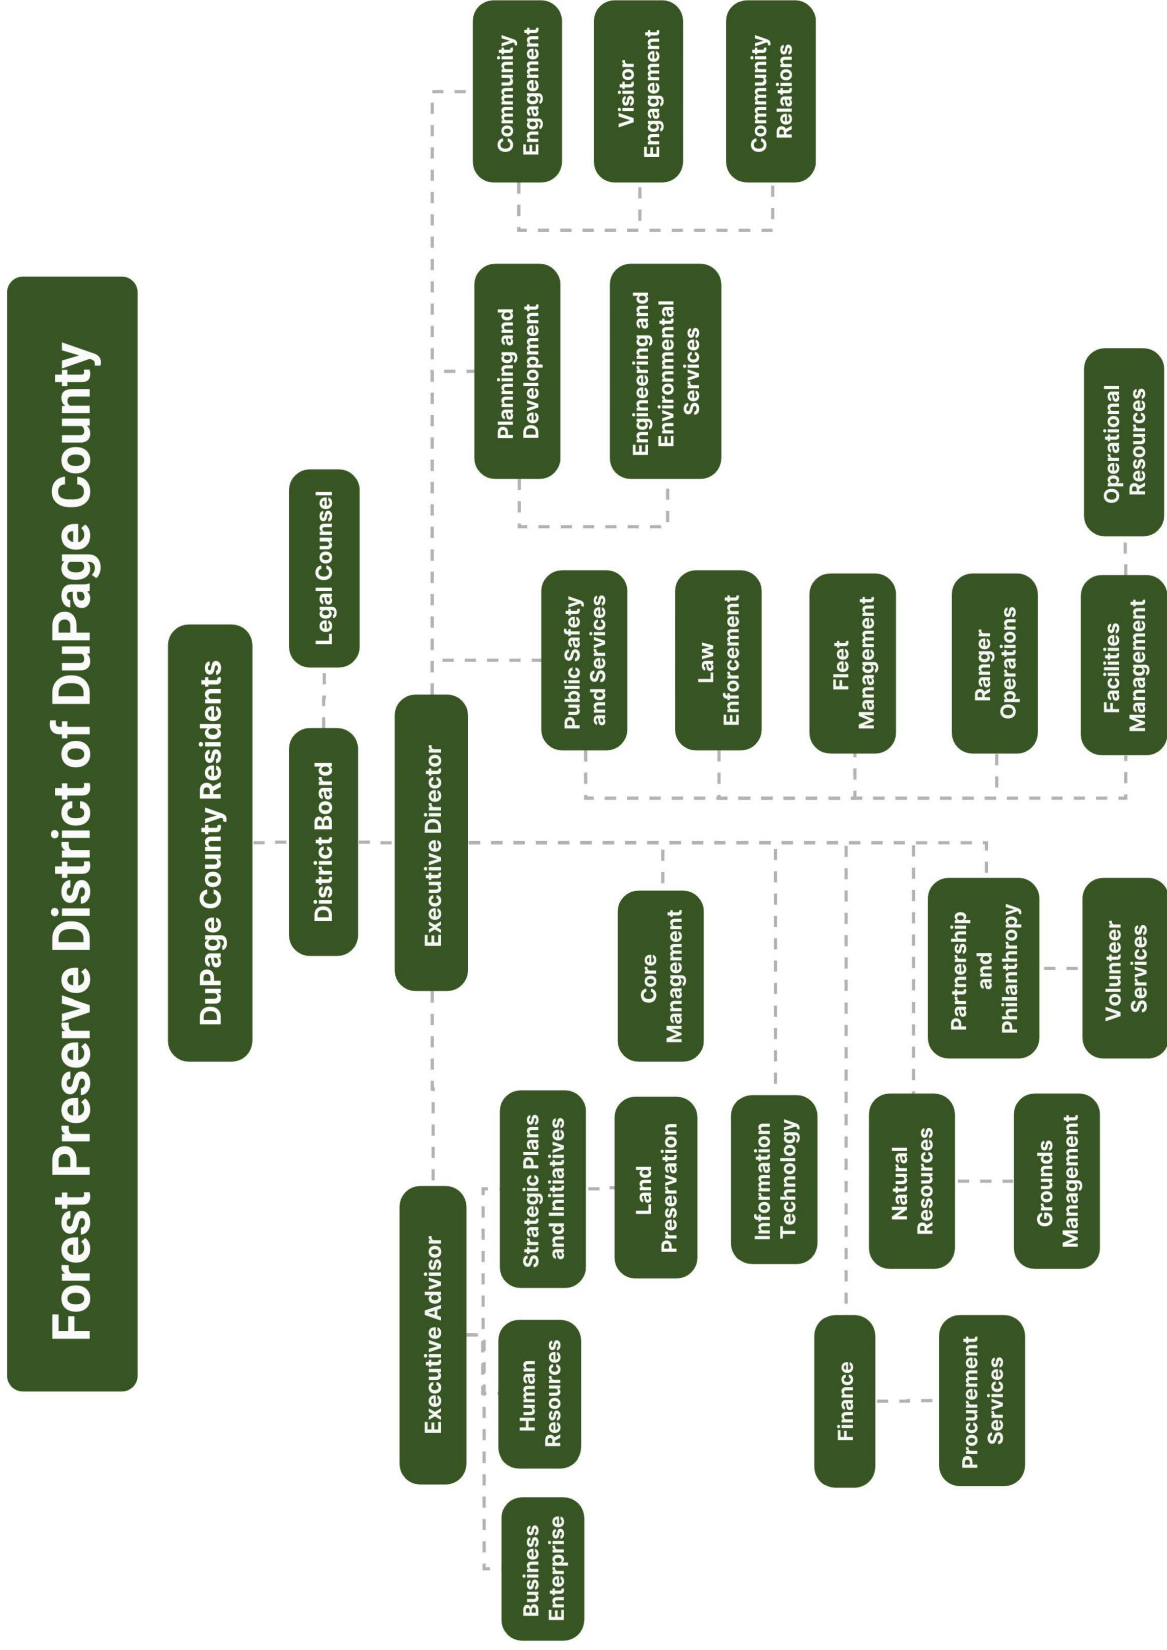 Forest Preserve District of DuPage County
DuPage County Residents
District Board
Legal Counsel
Executive Director
Executive Advisor
Business
Enterprise
Human
Resources
Strategic Plans
and Initiatives
Land
Preservation
Core
Management
Information
Technology
Finance
Procurement
Services
Natural
Resources
Grounds
Management
Partnership
and
Philanthropy
Volunteer
Services
Public Safety
and Services
Law
Enforcement
Fleet
Management
Ranger
Operations
Facilities
Management
Operational
Resources
Planning and
Development
Engineering and
Environmental
Services
Community
Engagement
Visitor
Engagement
Community
Relations